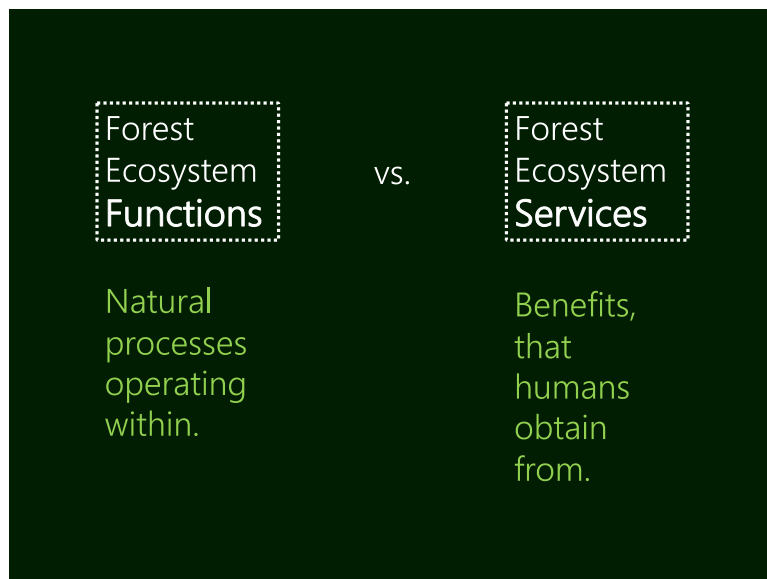 Forest
Ecosystem
Functions
vs.
Forest
Ecosystem
Services
Natural
processes
operating
within.
Benefits,
that
humans
obtain
from.